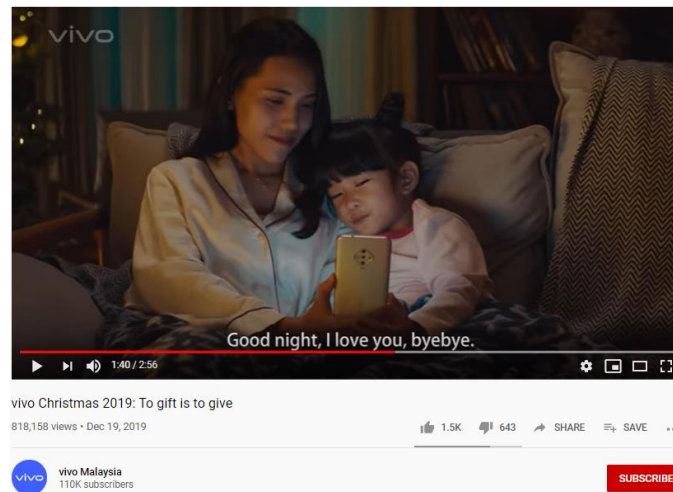 vivo
Good night, I love you, byebye.
1:40 / 2:56
vivo Christmas 2019: To gift is to give
818,158 views • Dec 19, 2019
1.5K 643 SHARE SAVE
vivo
vivo Malaysia
110K subscribers
SUBSCRIBE